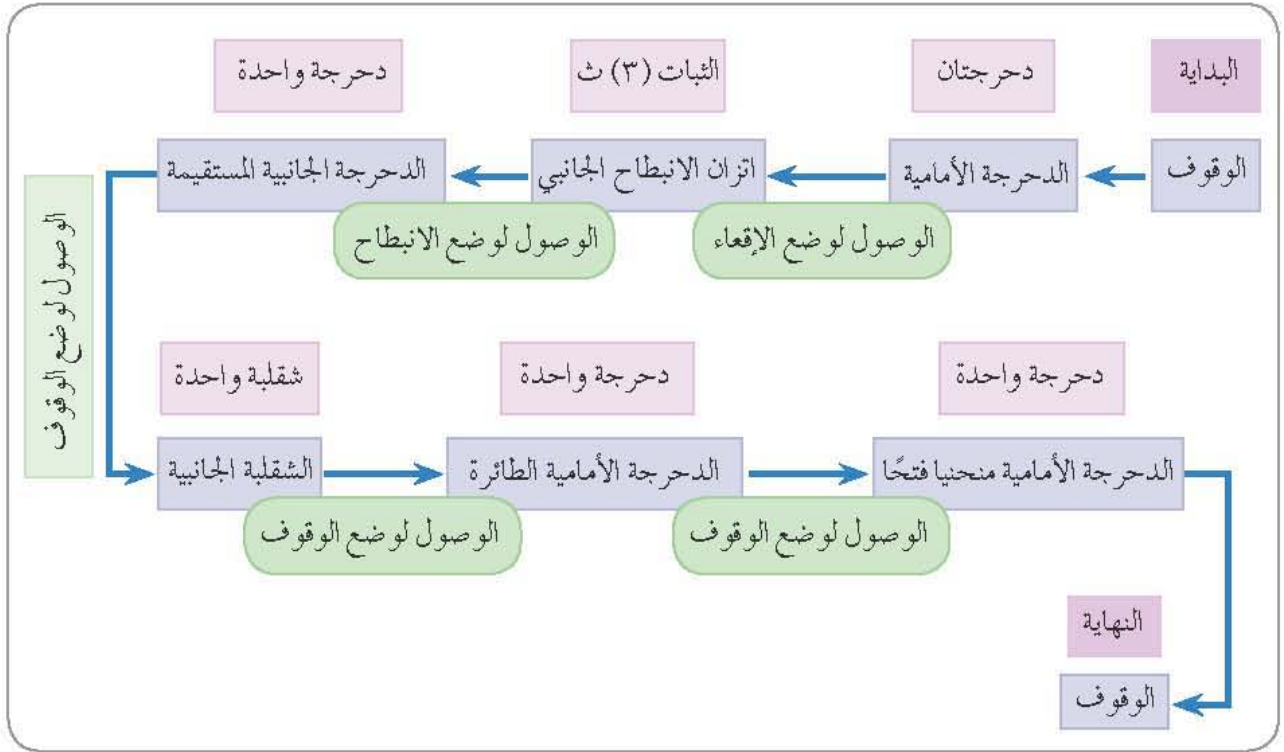 البداية
دحرجتان
الثبات (٣) ث
دحرجة واحدة
الوقوف
الدحرجة الأمامية
اتزان الانبطاح الجانبي
الدحرجة الجانبية المستقيمة
الوصول لوضع الإقعاء
الوصول لوضع الانبطاح
الوصول لوضع الوقوف
شقلبة واحدة
دحرجة واحدة
دحرجة واحدة
الشقلبة الجانبية
الدحرجة الأمامية الطائرة
الدحرجة الأمامية منحنيا فتحًا
الوصول لوضع الوقوف
الوصول لوضع الوقوف
النهاية
الوقوف